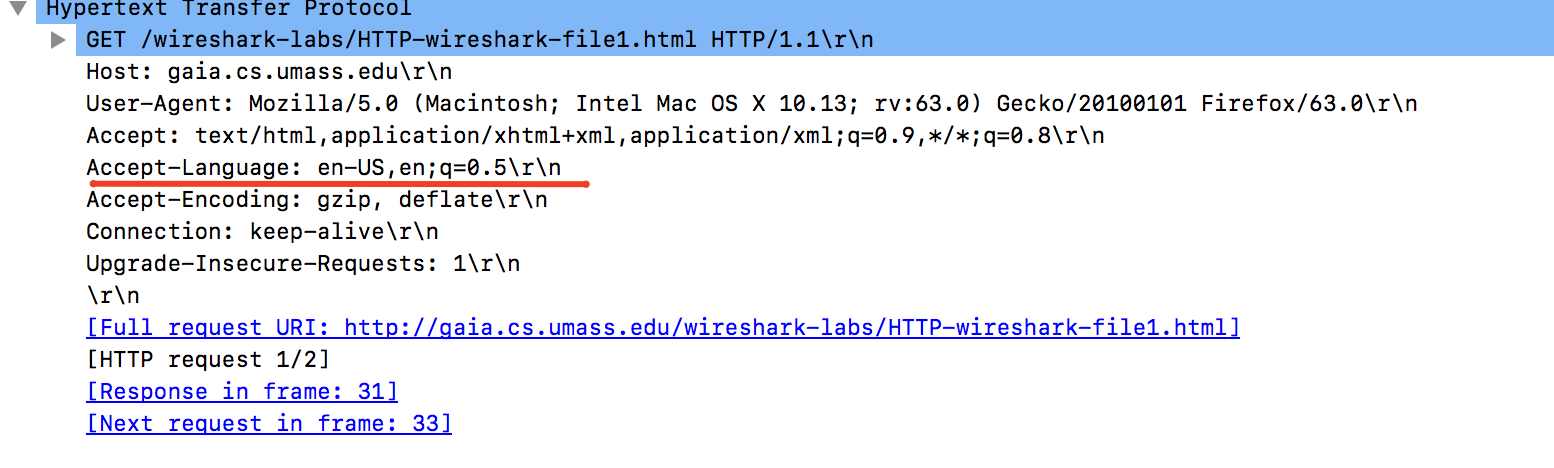 Hypertext Transfer Protocol
GET /wireshark-labs/HTTP-wireshark-file1.html HTTP/1.1\r\n
Host: gaia.cs.umass.edu\r\n
User-Agent: Mozilla/5.0 (Macintosh; Intel Mac OS X 10.13; rv:63.0) Gecko/20100101 Firefox/63.0\r\n
Accept: text/html,application/xhtml+xml,application/xml;q=0.9,*/*;q=0.8\r\n
Accept-Language: en-US,en;q=0.5\r\n
Accept-Encoding: gzip, deflate\r\n
Connection: keep-alive\r\n
Upgrade-Insecure-Requests: 1\r\n
\r\n
[Full request URI: http://gaia.cs.umass.edu/wireshark-labs/HTTP-wireshark-file1.html]
[HTTP request 1/2]
[Response in frame: 31]
[Next request in frame: 33]